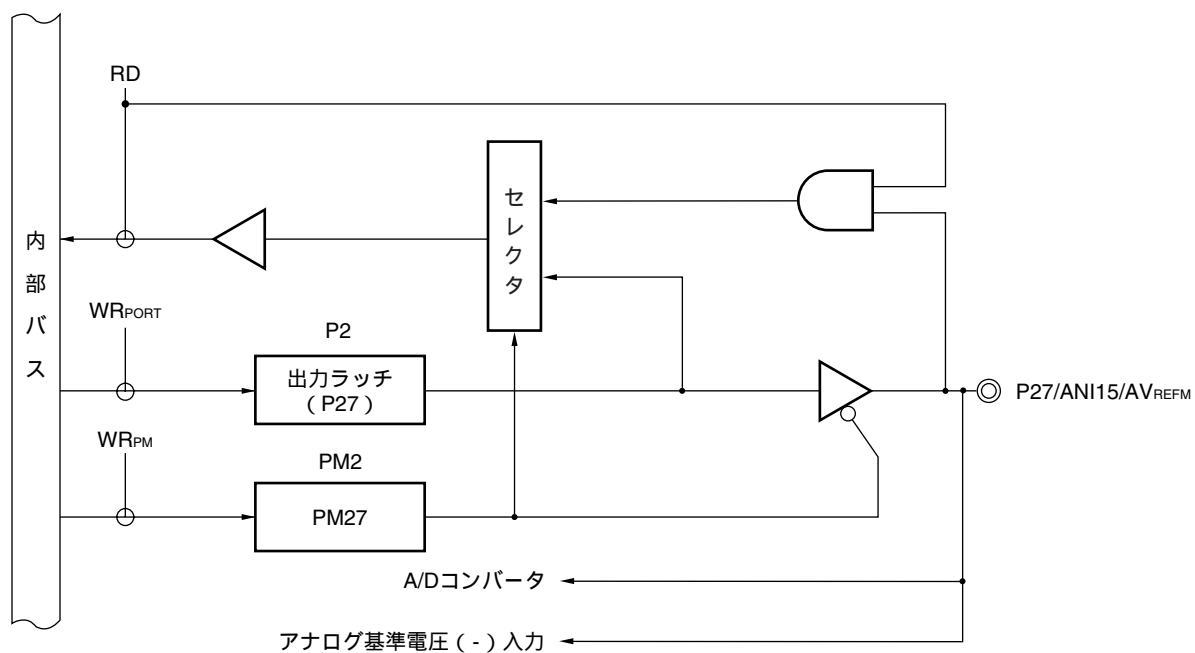 RD
セレクタ
内部バス
WRPORT
P2
出力ラッチ
(P27)
P27/ANI15/AVREFM
WRPM
PM2
PM27
A/Dコンバータ
アナログ基準電圧(-)入力